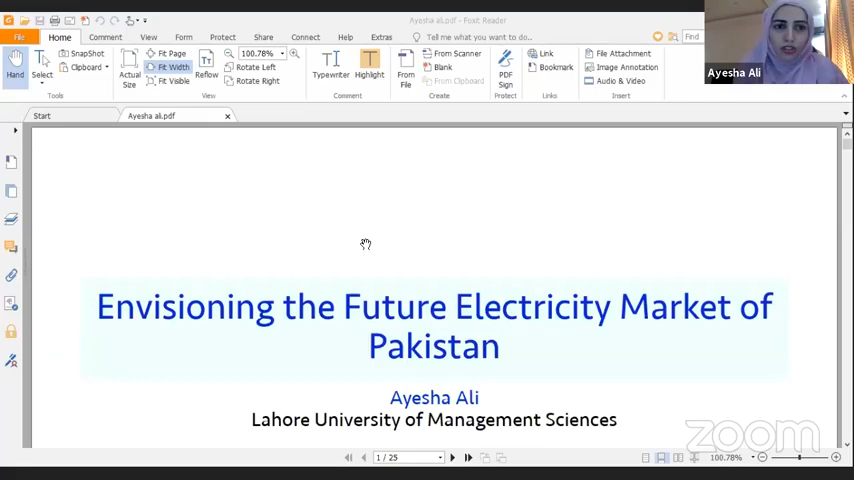 Ayesha ali.pdf - Foxit Reader
File Home Comment View Form Protect Share Connect Help Extras Tell me what you want to do.. Find
Hand
Select
SnapShot
Clipboard
Tools
Actual Size
Fit Page
Fit Width
Fit Visible
Reflow
100.78%
Rotate Left
Rotate Right
View
Typewriter
Highlight
Comment
From File
From Scanner
Blank
From Clipboard
Create
PDF Sign
Protect
Link
Bookmark
Links
File Attachment
Image Annotation
Audio & Video
Insert
Ayesha Ali
Start
Ayesha ali.pdf
Envisioning the Future Electricity Market of
Pakistan
Ayesha Ali
Lahore University of Management Sciences
zoom
1 / 25
100.78%